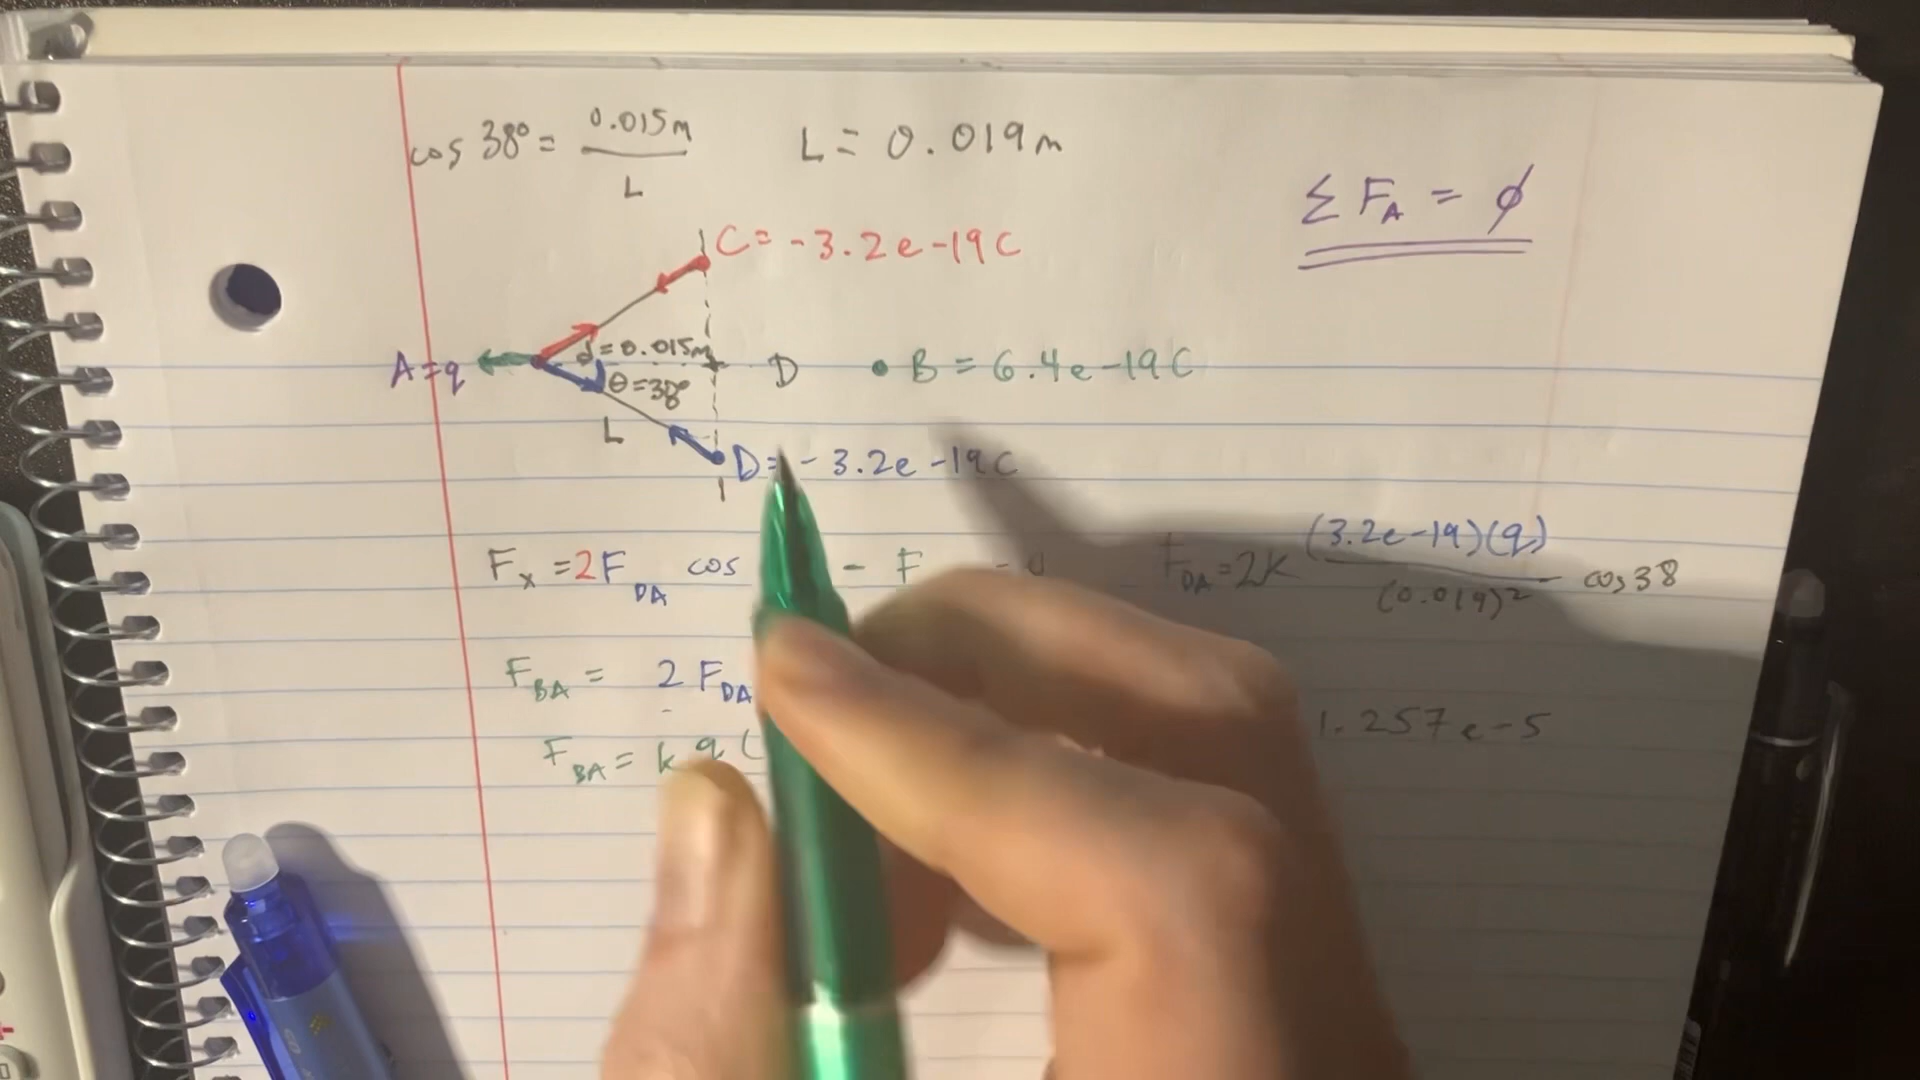 cos 38° = 0.015m / L
L = 0.019m
Σ F_A = ϕ
C = -3.2e-19C
d=0.015m
A=q
D
B = 6.4e-19C
θ=38°
L
D= -3.2e-19C
F_x = 2F_DA cos - F
F_DA = 2K (3.2e-19)(q) / (0.019)² cos 38
F_BA = 2 F_DA
1.257e-5
F_BA = k q (